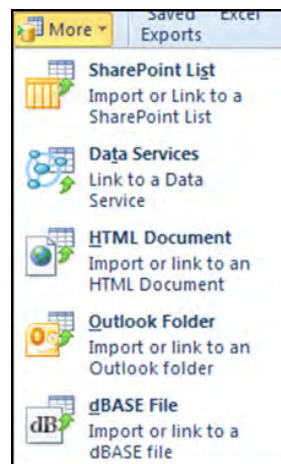 More
Saved Excel
Exports
SharePoint List
Import or Link to a
SharePoint List
Data Services
Link to a Data
Service
HTML Document
Import or link to an
HTML Document
Outlook Folder
Import or link to an
Outlook folder
dBASE File
dB
Import or link to a
dBASE file